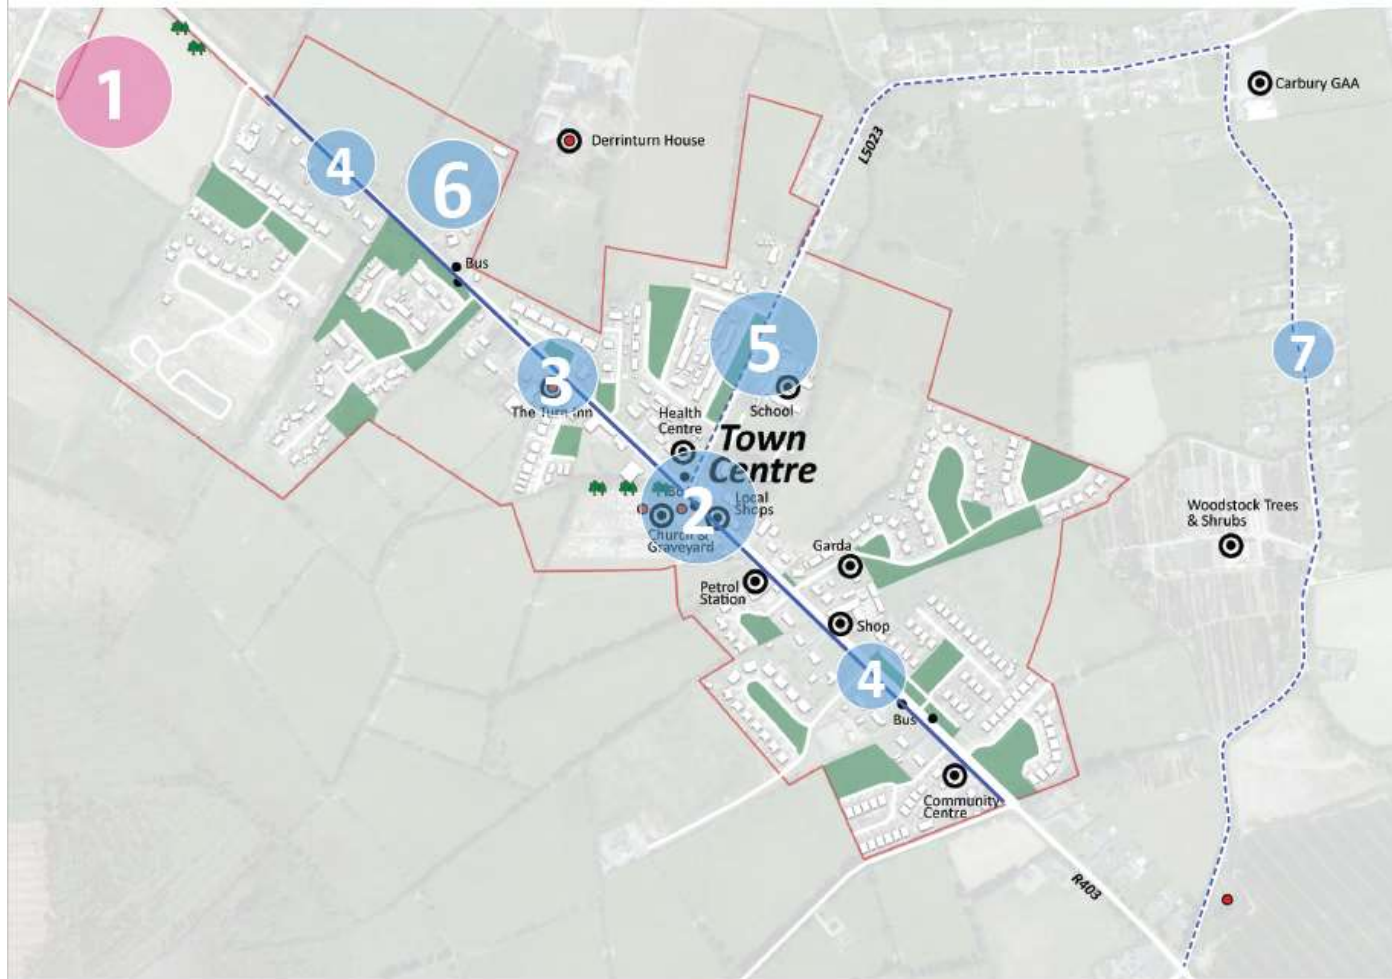 1
Carbury GAA
Derrinturn House
L5023
4
6
Bus
5
7
3
The Turn Inn
School
Health
Centre
Town
Centre
2
Local
Shops
Church &
Graveyard
Woodstock Trees
& Shrubs
Garda
Petrol
Station
Shop
4
Bus
Community
Centre
R403